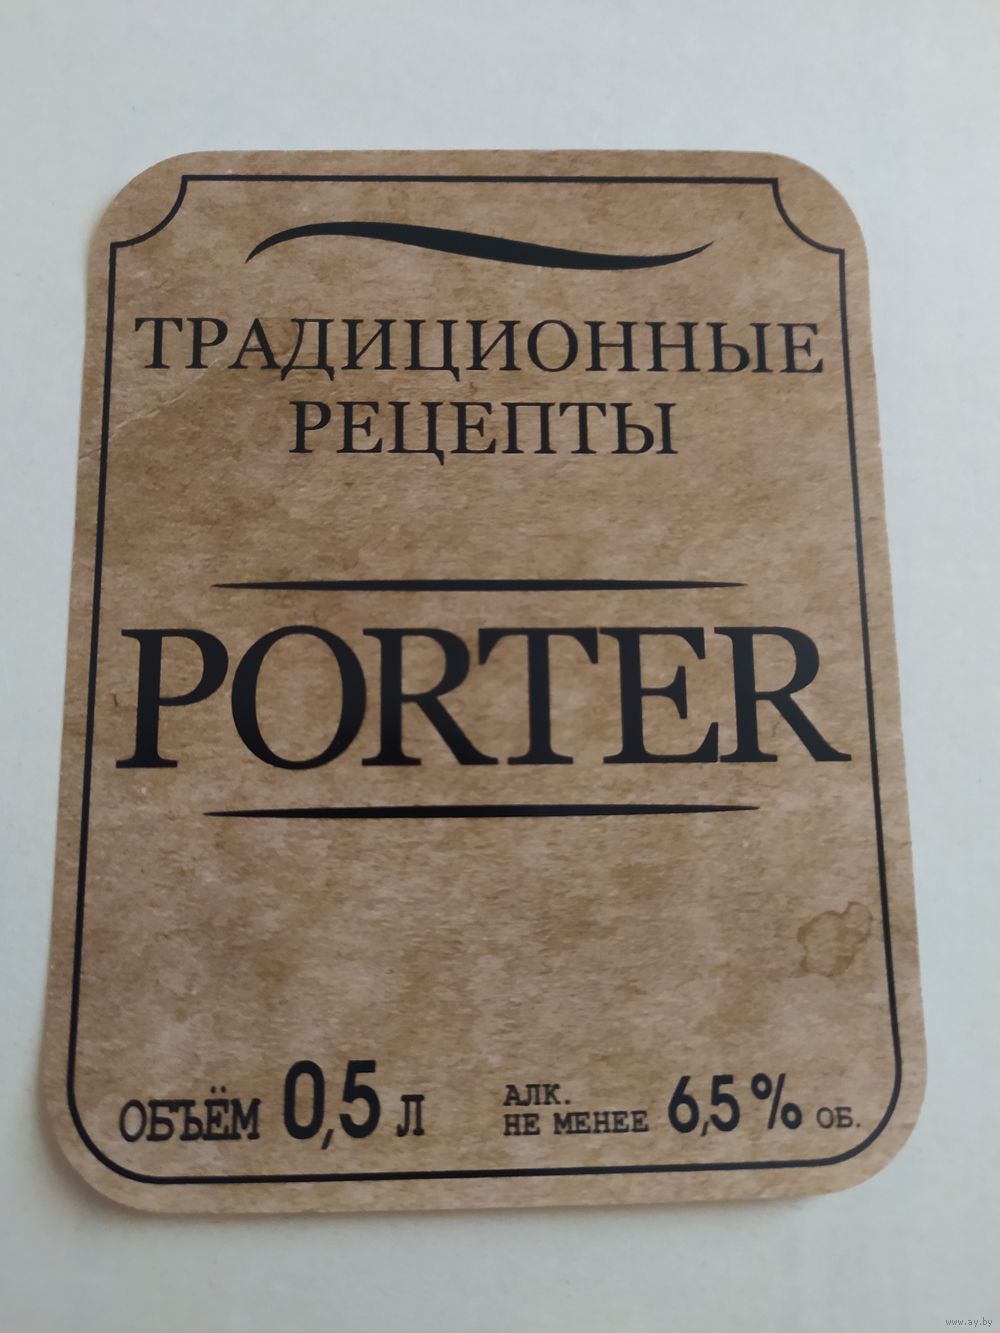 ТРАДИЦИОННЫЕ
РЕЦЕПТЫ
PORTER
ОБЪЁМ 0,5 Л
АЛК.
НЕ МЕНЕЕ 6,5 % ОБ.
www.ay.by